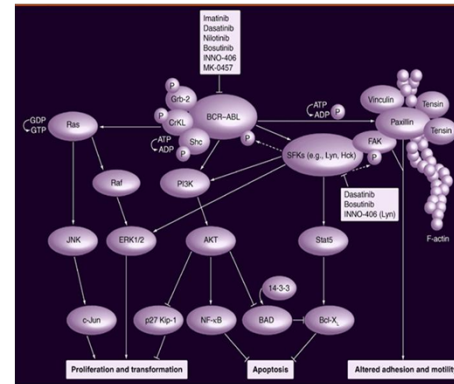 Imatinib
Dasatinib
Nilotinib
Bosutinib
INNO-406
MK-0457
P
Grb-2
P
CrKL
BCR–ABL
Shc
P
ATP
ADP
GDP
GTP
Ras
ATP
ADP
P
Vinculin
Tensin
Paxillin
Tensin
FAK
P
P
SFKs (e.g., Lyn, Hck)
Raf
PI3K
Dasatinib
Bosutinib
INNO-406 (Lyn)
F-actin
JNK
ERK1/2
AKT
Stat5
14-3-3
c-Jun
p27 Kip-1
NF-κB
BAD
Bcl-XL
Proliferation and transformation
Apoptosis
Altered adhesion and motility